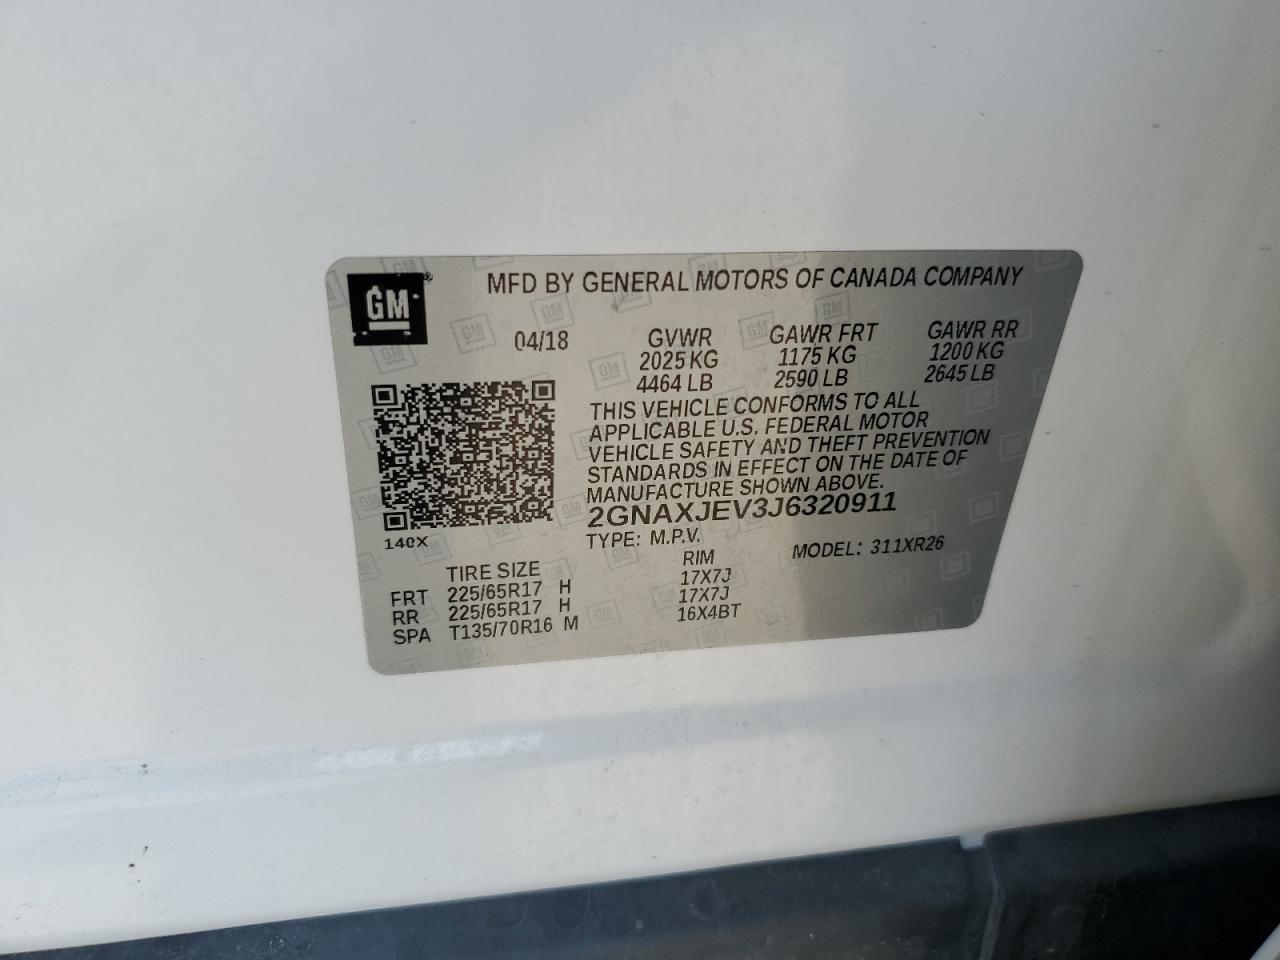 GM ®
MFD BY GENERAL MOTORS OF CANADA COMPANY
04/18 GVWR GAWR FRT GAWR RR
2025 KG 1175 KG 1200 KG
4464 LB 2590 LB 2645 LB
THIS VEHICLE CONFORMS TO ALL
APPLICABLE U.S. FEDERAL MOTOR
VEHICLE SAFETY AND THEFT PREVENTION
STANDARDS IN EFFECT ON THE DATE OF
MANUFACTURE SHOWN ABOVE.
2GNAXJEV3J6320911
140X
TYPE: M.P.V. MODEL: 311XR26
TIRE SIZE RIM
FRT 225/65R17 H 17X7J
RR 225/65R17 H 17X7J
SPA T135/70R16 M 16X4BT